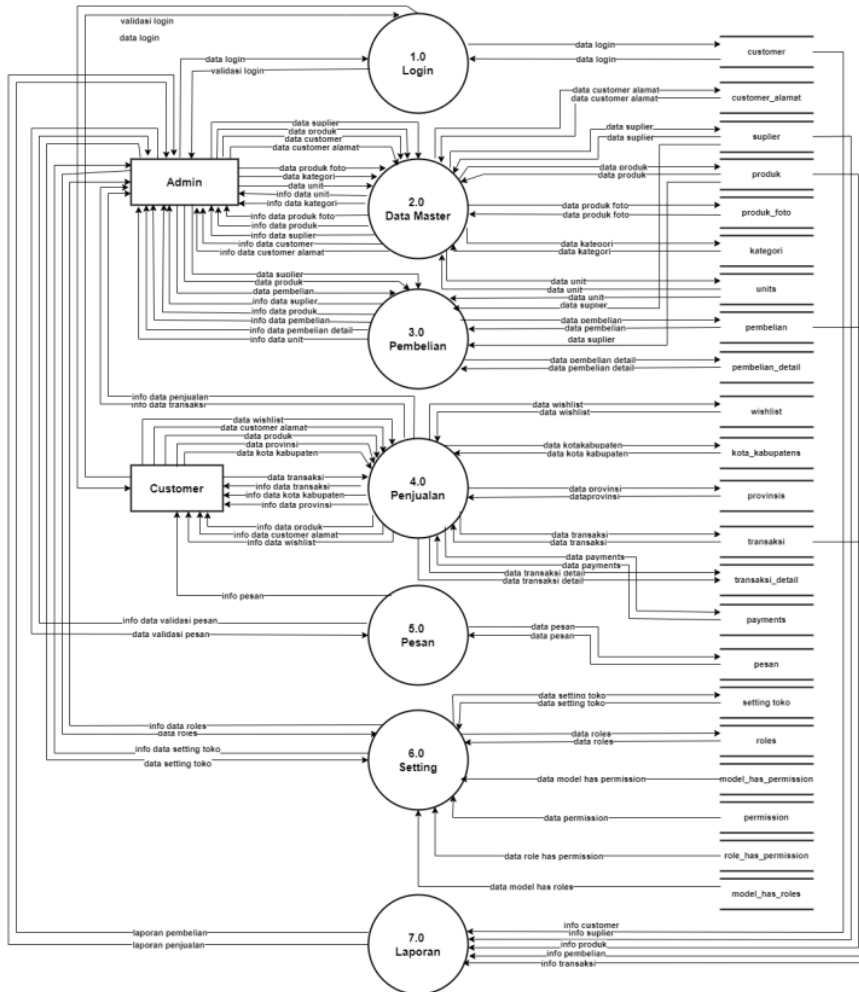 validasi login
data login
data login
validasi login
1.0
Login
data login
data login
customer
data customer alamat
data customer alamat
customer_alamat
data suplier
data produk
data customer
data customer alamat
Admin
data produk foto
data kategori
data unit
info data unit
info data kategori
info data produk foto
info data produk
info data suplier
info data customer
info data customer alamat
2.0
Data Master
data suplier
data suplier
suplier
data produk
data produk
produk
data produk foto
data produk foto
produk_foto
data kategori
data kategori
kategori
data unit
data unit
units
data unit
data suplier
data suplier
data produk
data pembelian
info data suplier
info data produk
info data pembelian
info data pembelian detail
info data unit
3.0
Pembelian
data pembelian
data pembelian
pembelian
data suplier
data pembelian detail
data pembelian detail
pembelian_detail
info data penjualan
info data transaksi
data wishlist
data customer alamat
data produk
data provinsi
data kota kabupaten
Customer
data transaksi
info data transaksi
info data kota kabupaten
info data provinsi
info data produk
info data customer alamat
info data wishlist
4.0
Penjualan
data wishlist
data wishlist
wishlist
data kotakabupaten
data kota kabupaten
kota_kabupatens
data provinsi
dataprovinsi
provinsis
data transaksi
data transaksi
transaksi
data payments
data payments
data transaksi detail
data transaksi detail
transaksi_detail
payments
info pesan
info data validasi pesan
data validasi pesan
5.0
Pesan
data pesan
data pesan
pesan
info data roles
data roles
info data setting toko
data setting toko
6.0
Setting
data setting toko
data setting toko
setting toko
data roles
data roles
roles
data model has permission
model_has_permission
data permission
permission
data role has permission
role_has_permission
data model has roles
model_has_roles
laporan pembelian
laporan penjualan
7.0
Laporan
info customer
info suplier
info produk
info pembelian
info transaksi